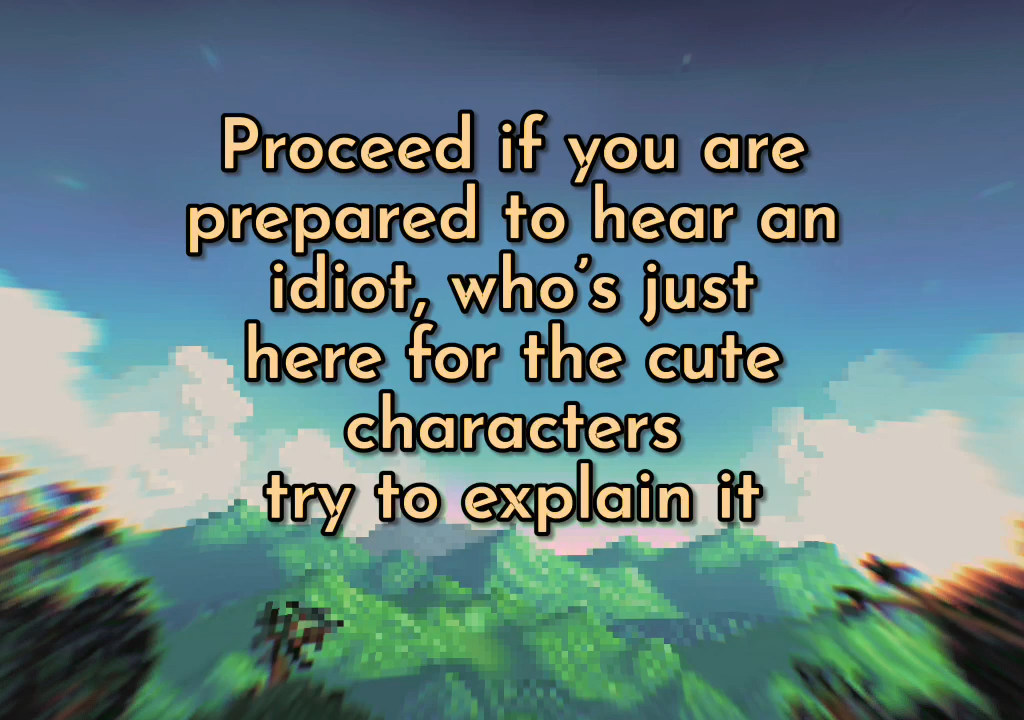 Proceed if you are
prepared to hear an
idiot, who’s just
here for the cute
characters
try to explain it